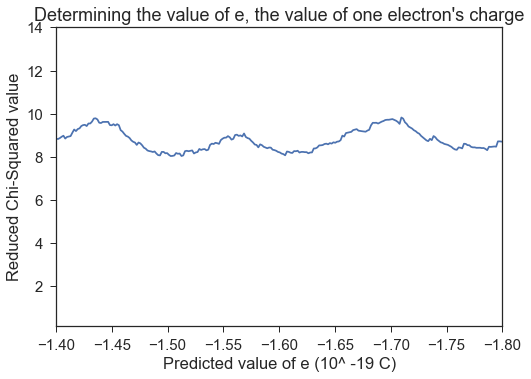 Determining the value of e, the value of one electron's charge
14
12
10
8
6
4
2
Reduced Chi-Squared value
−1.40 −1.45 −1.50 −1.55 −1.60 −1.65 −1.70 −1.75 −1.80
Predicted value of e (10^ -19 C)